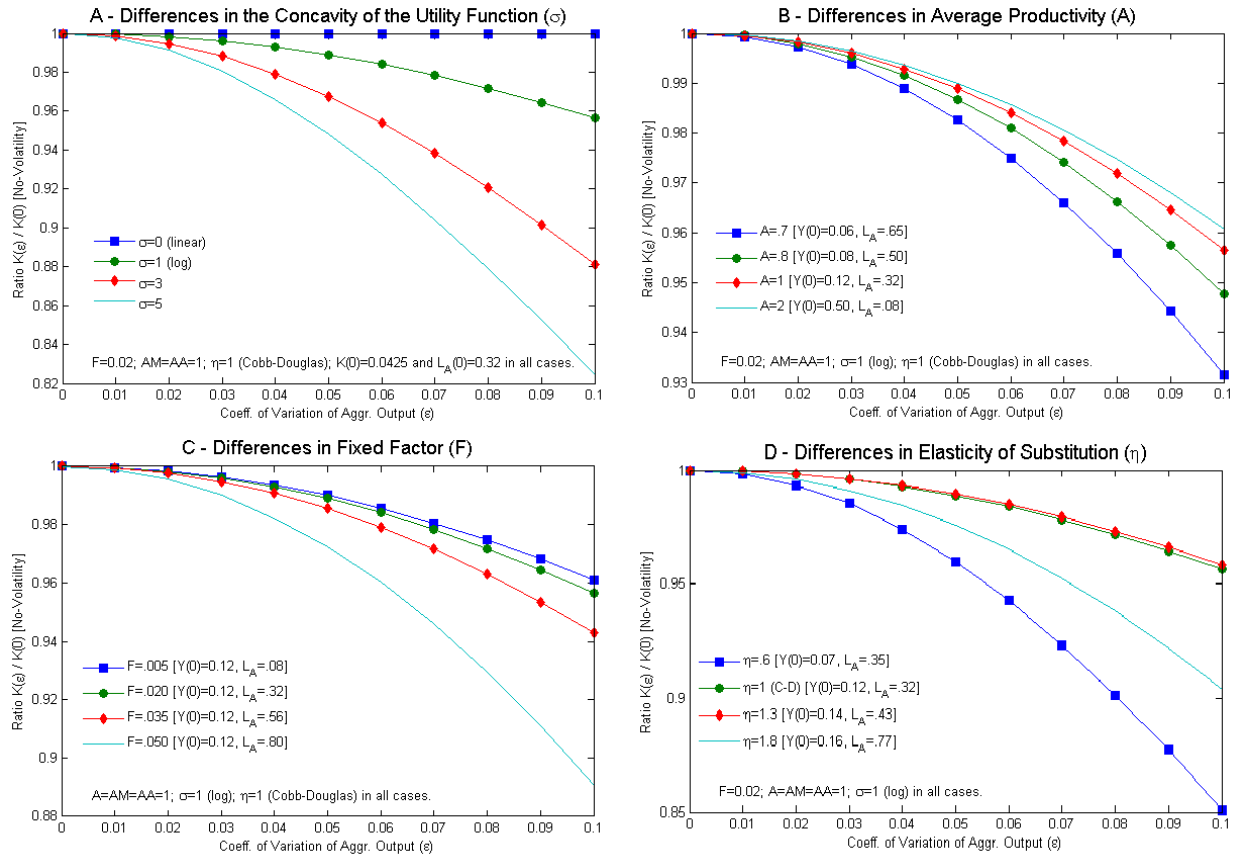 A - Differences in the Concavity of the Utility Function (σ)
1
0.98
0.96
0.94
0.92
0.9
0.88
0.86
0.84
0.82
Ratio K(ε) / K(0) [No-Volatility]
σ=0 (linear)
σ=1 (log)
σ=3
σ=5
F=0.02; AM=AA=1; η=1 (Cobb-Douglas); K(0)=0.0425 and L_A(0)=0.32 in all cases.
0 0.01 0.02 0.03 0.04 0.05 0.06 0.07 0.08 0.09 0.1
Coeff. of Variation of Aggr. Output (ε)
B - Differences in Average Productivity (A)
1
0.99
0.98
0.97
0.96
0.95
0.94
0.93
Ratio K(ε) / K(0) [No-Volatility]
A=.7 [Y(0)=0.06, L_A=.65]
A=.8 [Y(0)=0.08, L_A=.50]
A=1 [Y(0)=0.12, L_A=.32]
A=2 [Y(0)=0.50, L_A=.08]
F=0.02; AM=AA=1; σ=1 (log); η=1 (Cobb-Douglas) in all cases.
0 0.01 0.02 0.03 0.04 0.05 0.06 0.07 0.08 0.09 0.1
Coeff. of Variation of Aggr. Output (ε)
C - Differences in Fixed Factor (F)
1
0.98
0.96
0.94
0.92
0.9
0.88
Ratio K(ε) / K(0) [No-Volatility]
F=.005 [Y(0)=0.12, L_A=.08]
F=.020 [Y(0)=0.12, L_A=.32]
F=.035 [Y(0)=0.12, L_A=.56]
F=.050 [Y(0)=0.12, L_A=.80]
A=AM=AA=1; σ=1 (log); η=1 (Cobb-Douglas) in all cases.
0 0.01 0.02 0.03 0.04 0.05 0.06 0.07 0.08 0.09 0.1
Coeff. of Variation of Aggr. Output (ε)
D - Differences in Elasticity of Substitution (η)
1
0.95
0.9
0.85
Ratio K(ε) / K(0) [No-Volatility]
η=.6 [Y(0)=0.07, L_A=.35]
η=1 (C-D) [Y(0)=0.12, L_A=.32]
η=1.3 [Y(0)=0.14, L_A=.43]
η=1.8 [Y(0)=0.16, L_A=.77]
F=0.02; A=AM=AA=1; σ=1 (log) in all cases.
0 0.01 0.02 0.03 0.04 0.05 0.06 0.07 0.08 0.09 0.1
Coeff. of Variation of Aggr. Output (ε)